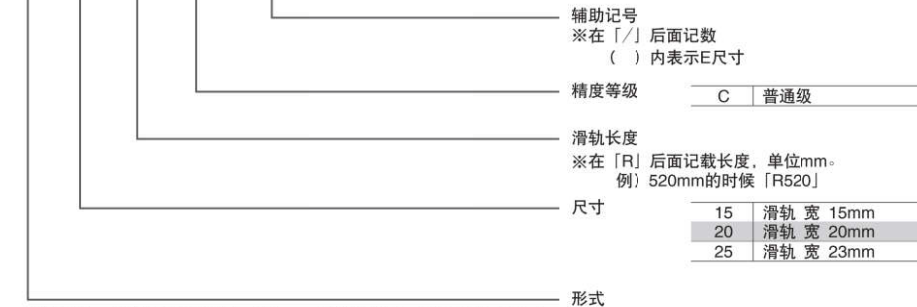 辅助记号
※在「/」后面记数
( )内表示E尺寸
精度等级
C 普通级
滑轨长度
※在「R」后面记载长度，单位mm。
例）520mm的时候「R520」
尺寸
15 滑轨 宽 15mm
20 滑轨 宽 20mm
25 滑轨 宽 23mm
形式